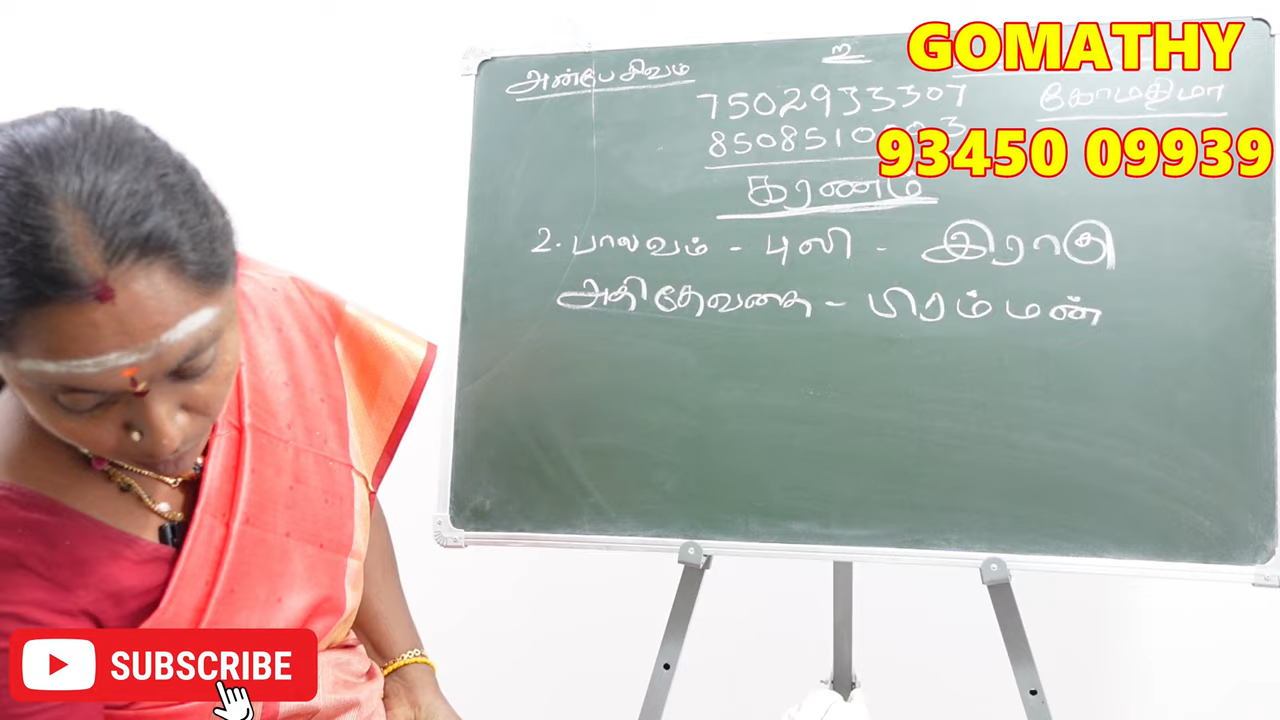 உ
GOMATHY
அன்பே சிவம்
7502933307
கோமதிமா
93450 09939
கரணம்
2. பாலவம் - புலி - இராகு
அதிதேவதை - பிரம்மன்
SUBSCRIBE